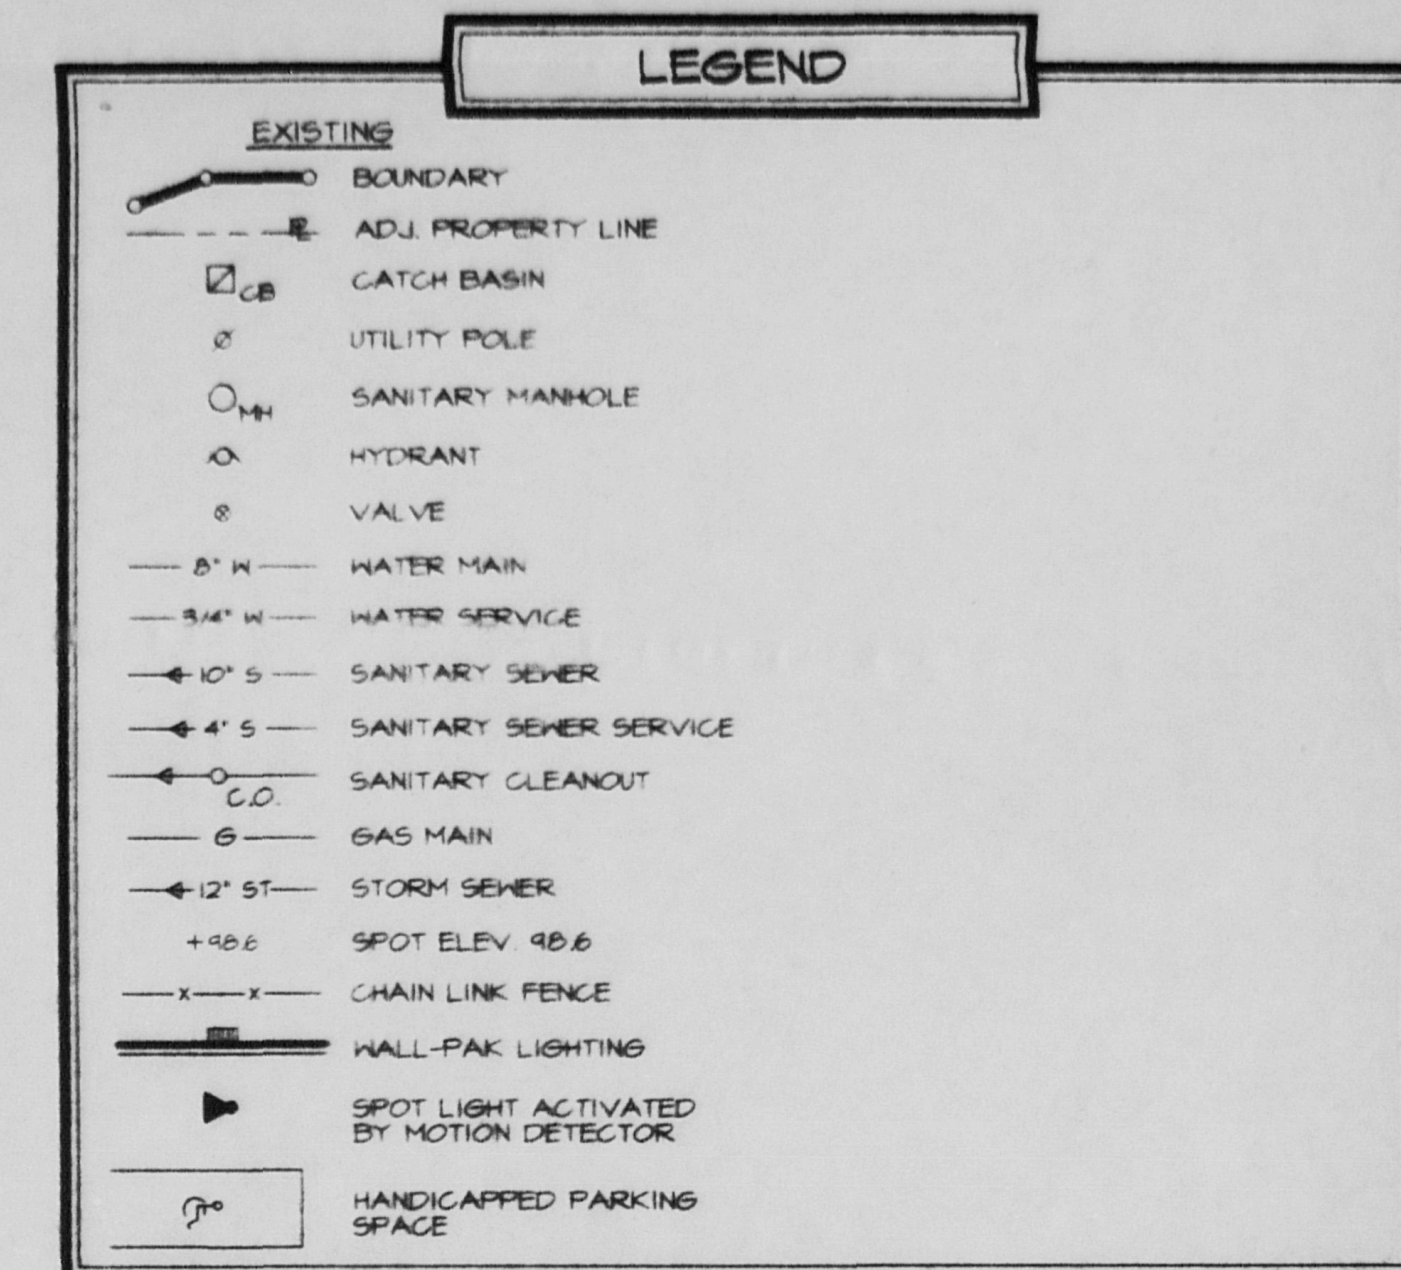 LEGEND
EXISTING
BOUNDARY
PL ADJ. PROPERTY LINE
CB CATCH BASIN
UTILITY POLE
MH SANITARY MANHOLE
HYDRANT
VALVE
8" W WATER MAIN
3/4" W WATER SERVICE
10" S SANITARY SEWER
4" S SANITARY SEWER SERVICE
C.O. SANITARY CLEANOUT
G GAS MAIN
12" ST STORM SEWER
+98.6 SPOT ELEV. 98.6
x x CHAIN LINK FENCE
WALL-PAK LIGHTING
SPOT LIGHT ACTIVATED
BY MOTION DETECTOR
HANDICAPPED PARKING
SPACE